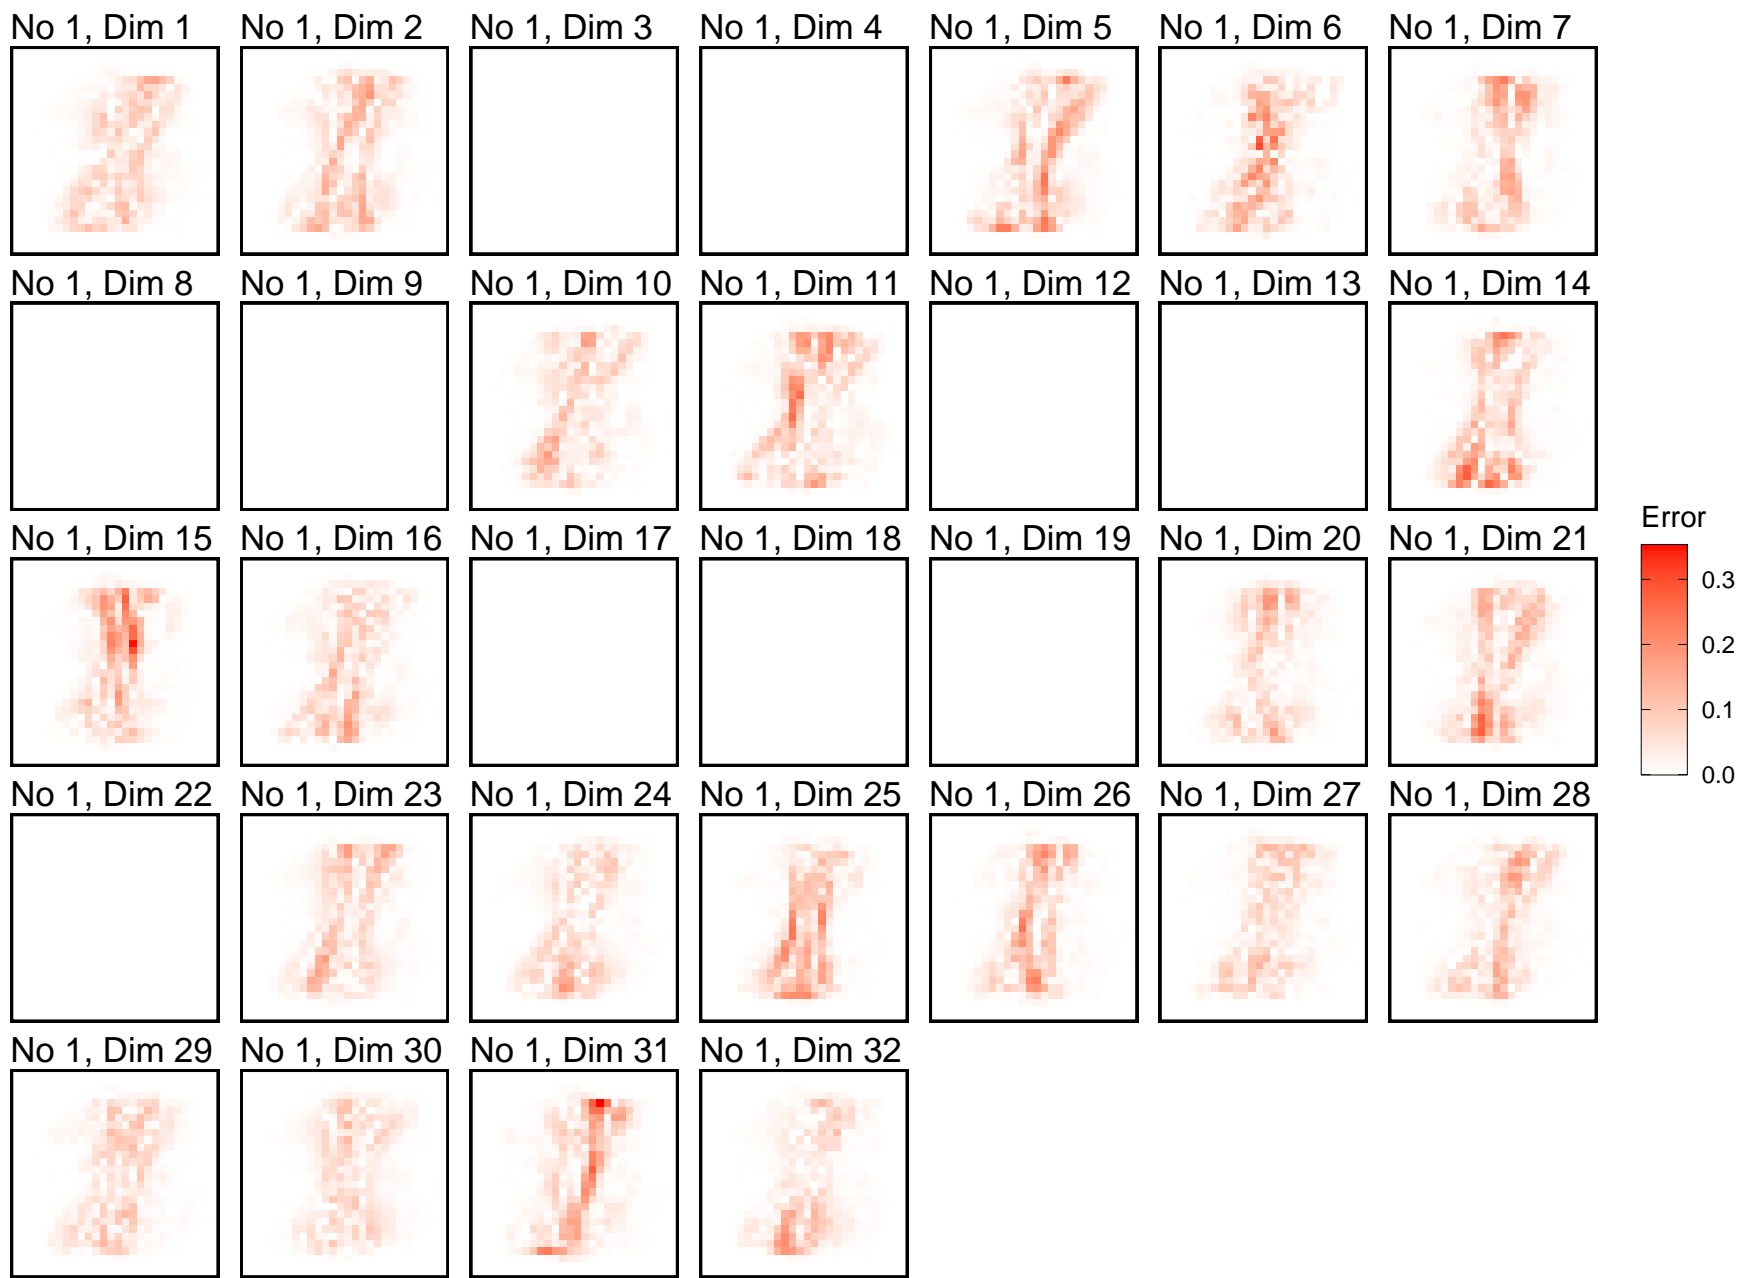 No 1, Dim 1 No 1, Dim 2 No 1, Dim 3 No 1, Dim 4 No 1, Dim 5 No 1, Dim 6 No 1, Dim 7
No 1, Dim 8 No 1, Dim 9 No 1, Dim 10 No 1, Dim 11 No 1, Dim 12 No 1, Dim 13 No 1, Dim 14
No 1, Dim 15 No 1, Dim 16 No 1, Dim 17 No 1, Dim 18 No 1, Dim 19 No 1, Dim 20 No 1, Dim 21
No 1, Dim 22 No 1, Dim 23 No 1, Dim 24 No 1, Dim 25 No 1, Dim 26 No 1, Dim 27 No 1, Dim 28
No 1, Dim 29 No 1, Dim 30 No 1, Dim 31 No 1, Dim 32
Error
0.3
0.2
0.1
0.0